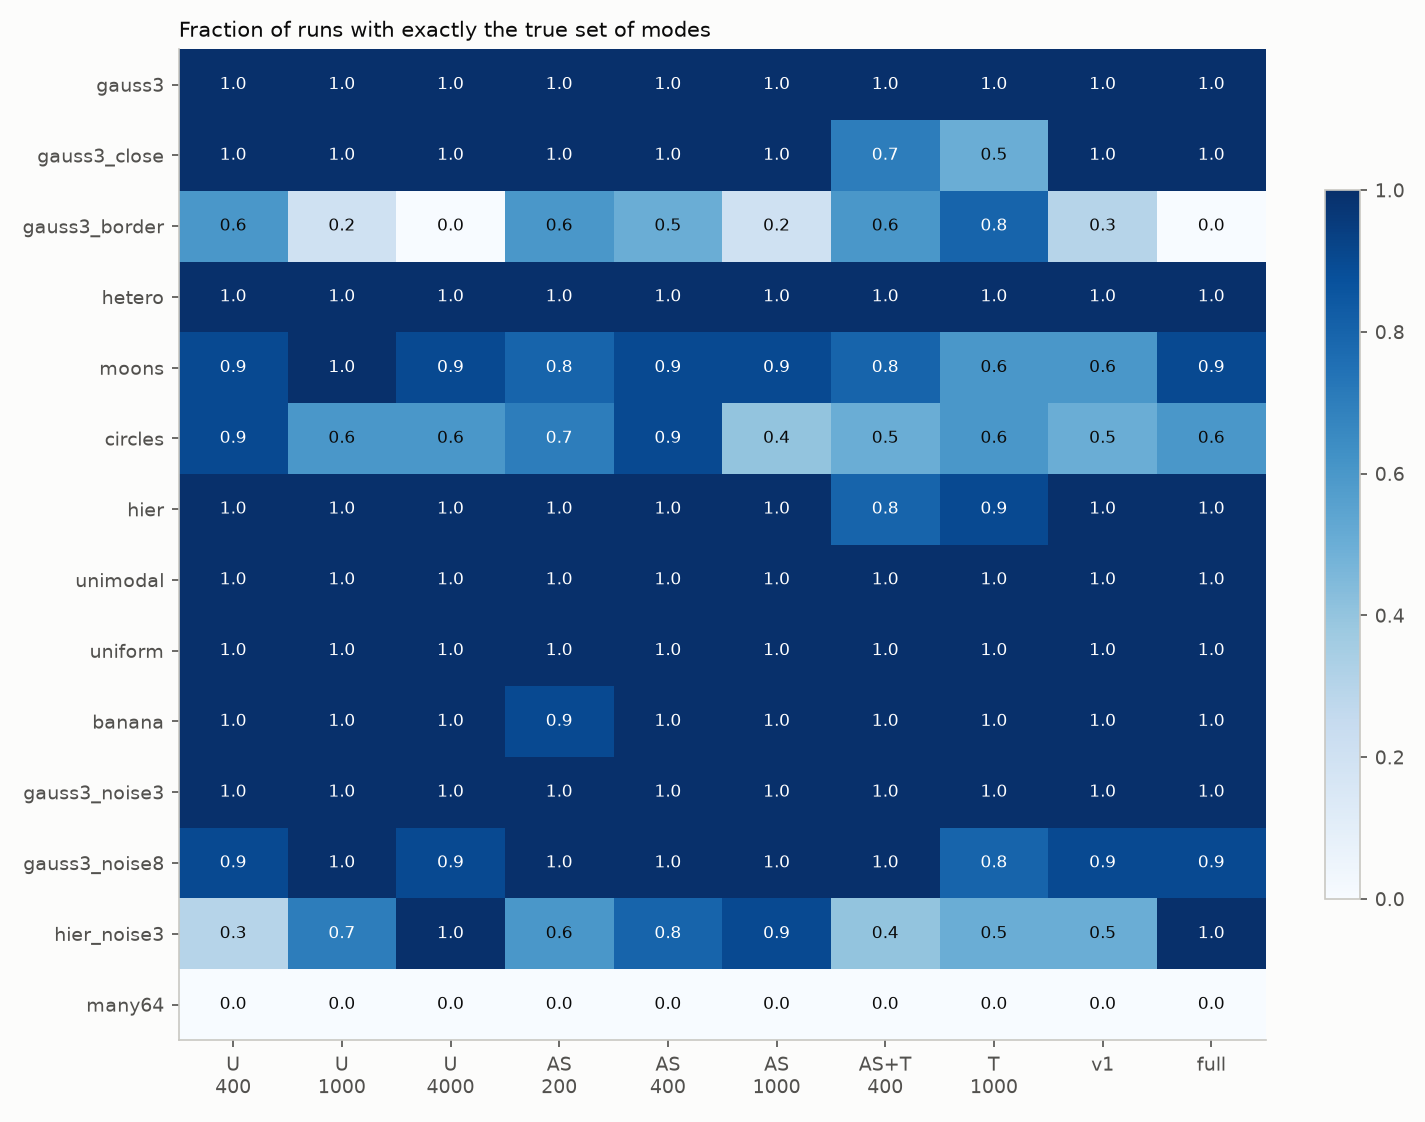 Fraction of runs with exactly the true set of modes
gauss3 1.0 1.0 1.0 1.0 1.0 1.0 1.0 1.0 1.0 1.0
gauss3_close 1.0 1.0 1.0 1.0 1.0 1.0 0.7 0.5 1.0 1.0
gauss3_border 0.6 0.2 0.0 0.6 0.5 0.2 0.6 0.8 0.3 0.0
hetero 1.0 1.0 1.0 1.0 1.0 1.0 1.0 1.0 1.0 1.0
moons 0.9 1.0 0.9 0.8 0.9 0.9 0.8 0.6 0.6 0.9
circles 0.9 0.6 0.6 0.7 0.9 0.4 0.5 0.6 0.5 0.6
hier 1.0 1.0 1.0 1.0 1.0 1.0 0.8 0.9 1.0 1.0
unimodal 1.0 1.0 1.0 1.0 1.0 1.0 1.0 1.0 1.0 1.0
uniform 1.0 1.0 1.0 1.0 1.0 1.0 1.0 1.0 1.0 1.0
banana 1.0 1.0 1.0 0.9 1.0 1.0 1.0 1.0 1.0 1.0
gauss3_noise3 1.0 1.0 1.0 1.0 1.0 1.0 1.0 1.0 1.0 1.0
gauss3_noise8 0.9 1.0 0.9 1.0 1.0 1.0 1.0 0.8 0.9 0.9
hier_noise3 0.3 0.7 1.0 0.6 0.8 0.9 0.4 0.5 0.5 1.0
many64 0.0 0.0 0.0 0.0 0.0 0.0 0.0 0.0 0.0 0.0
U U U AS AS AS AS+T T v1 full
400 1000 4000 200 400 1000 400 1000
1.0
0.8
0.6
0.4
0.2
0.0